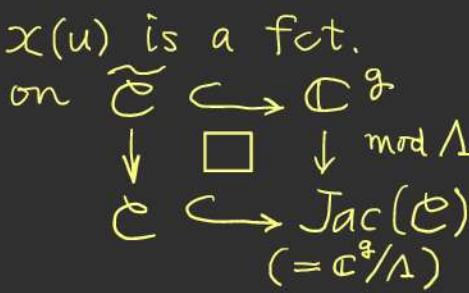 x(u) is a fct.
on C̃ ↪ ℂ^g
↓ □ ↓ mod Λ
C ↪ Jac(C)
(= ℂ^g/Λ)